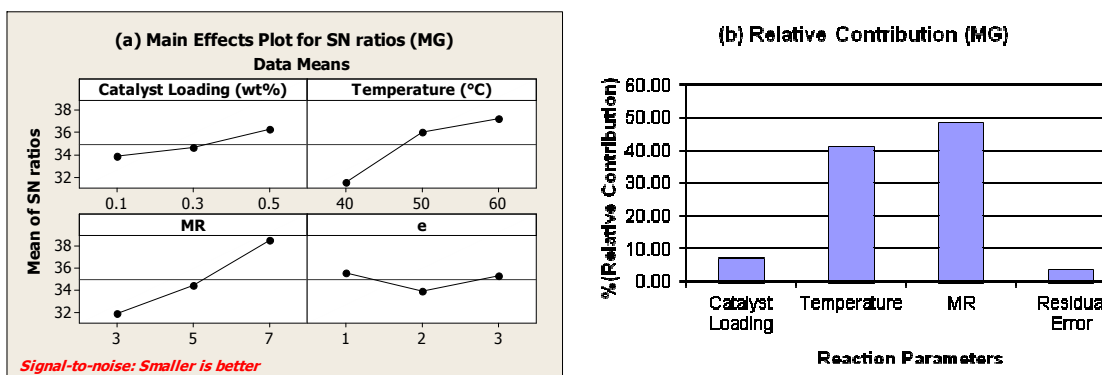 (a) Main Effects Plot for SN ratios (MG)
Data Means
Catalyst Loading (wt%) Temperature (°C)
Mean of SN ratios
38
36
34
32
0.1 0.3 0.5 40 50 60
MR e
38
36
34
32
3 5 7 1 2 3
Signal-to-noise: Smaller is better
(b) Relative Contribution (MG)
%(Relative Contribution)
60.00
50.00
40.00
30.00
20.00
10.00
0.00
Catalyst Loading
Temperature
MR
Residua
Error
Reaction Parameters